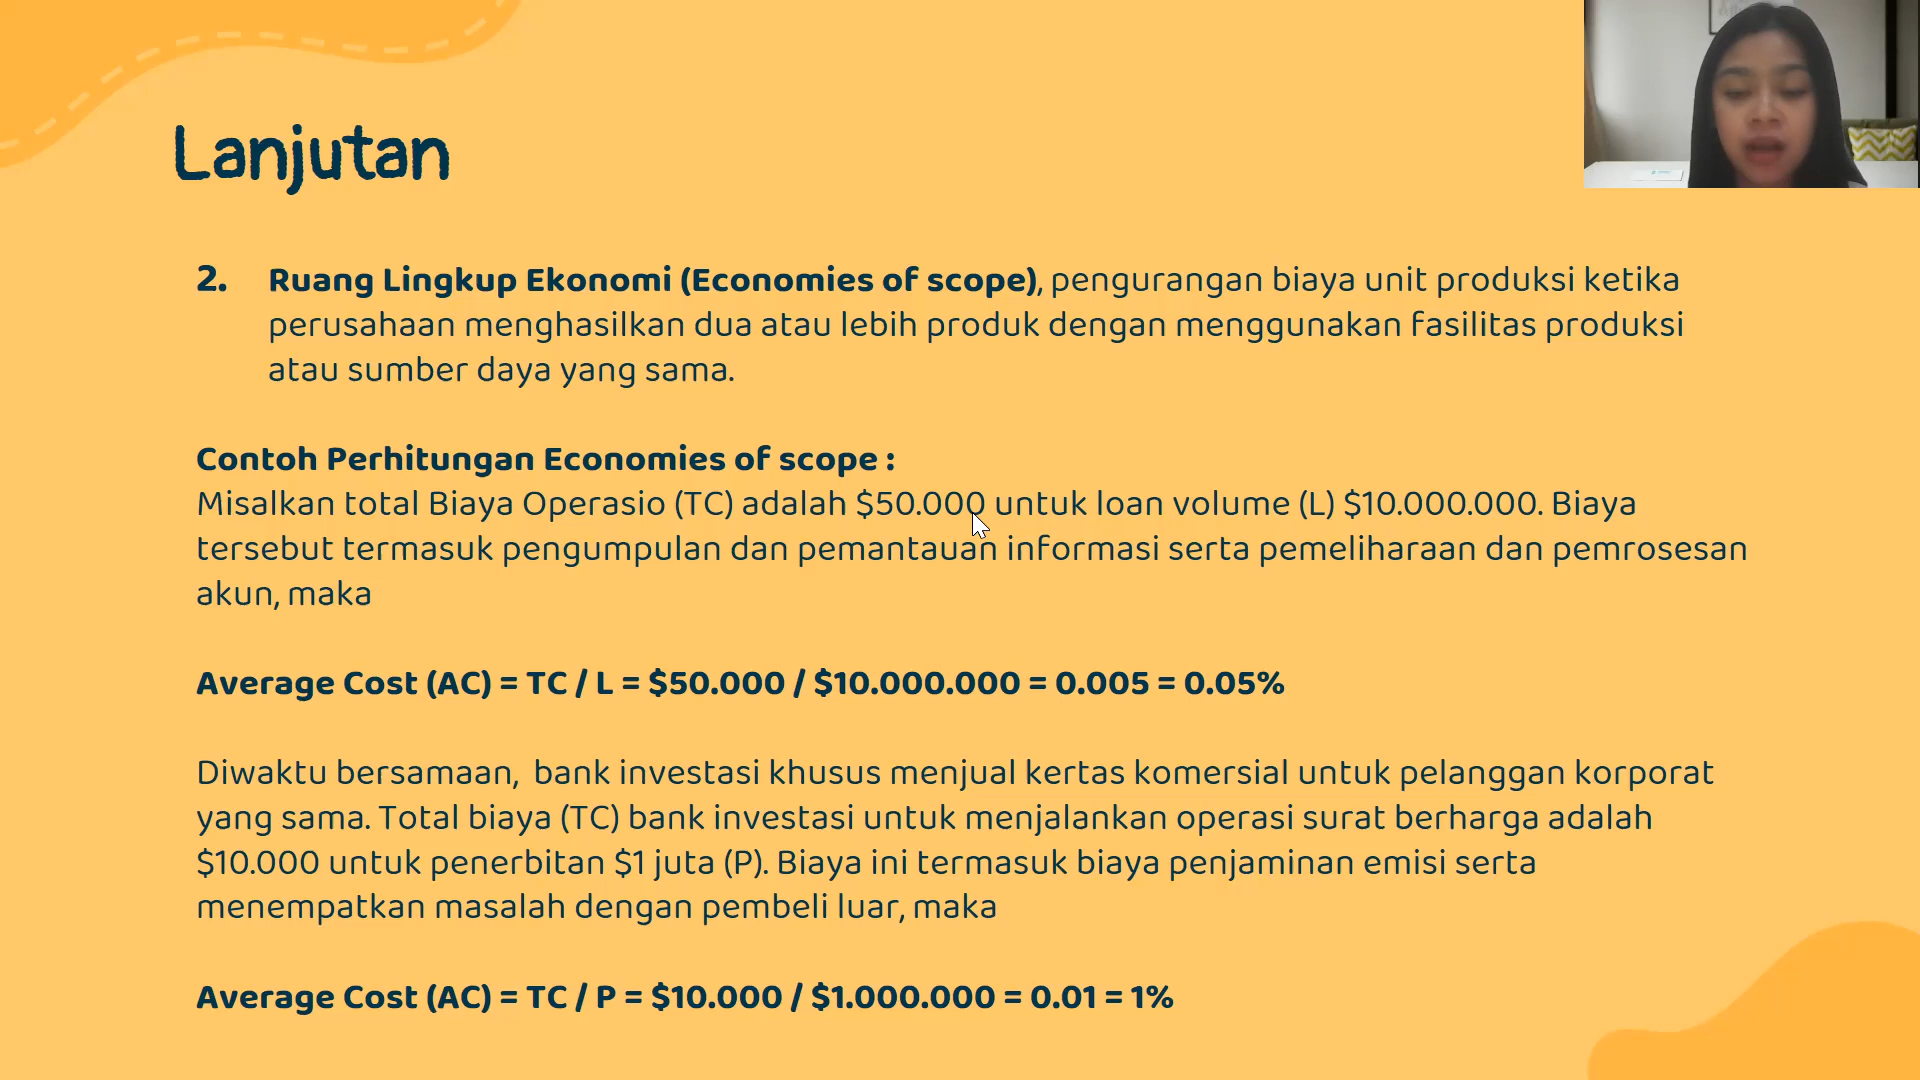 Lanjutan
2. Ruang Lingkup Ekonomi (Economies of scope), pengurangan biaya unit produksi ketika
perusahaan menghasilkan dua atau lebih produk dengan menggunakan fasilitas produksi
atau sumber daya yang sama.
Contoh Perhitungan Economies of scope :
Misalkan total Biaya Operasio (TC) adalah $50.000 untuk loan volume (L) $10.000.000. Biaya
tersebut termasuk pengumpulan dan pemantauan informasi serta pemeliharaan dan pemrosesan
akun, maka
Average Cost (AC) = TC / L = $50.000 / $10.000.000 = 0.005 = 0.05%
Diwaktu bersamaan, bank investasi khusus menjual kertas komersial untuk pelanggan korporat
yang sama. Total biaya (TC) bank investasi untuk menjalankan operasi surat berharga adalah
$10.000 untuk penerbitan $1 juta (P). Biaya ini termasuk biaya penjaminan emisi serta
menempatkan masalah dengan pembeli luar, maka
Average Cost (AC) = TC / P = $10.000 / $1.000.000 = 0.01 = 1%